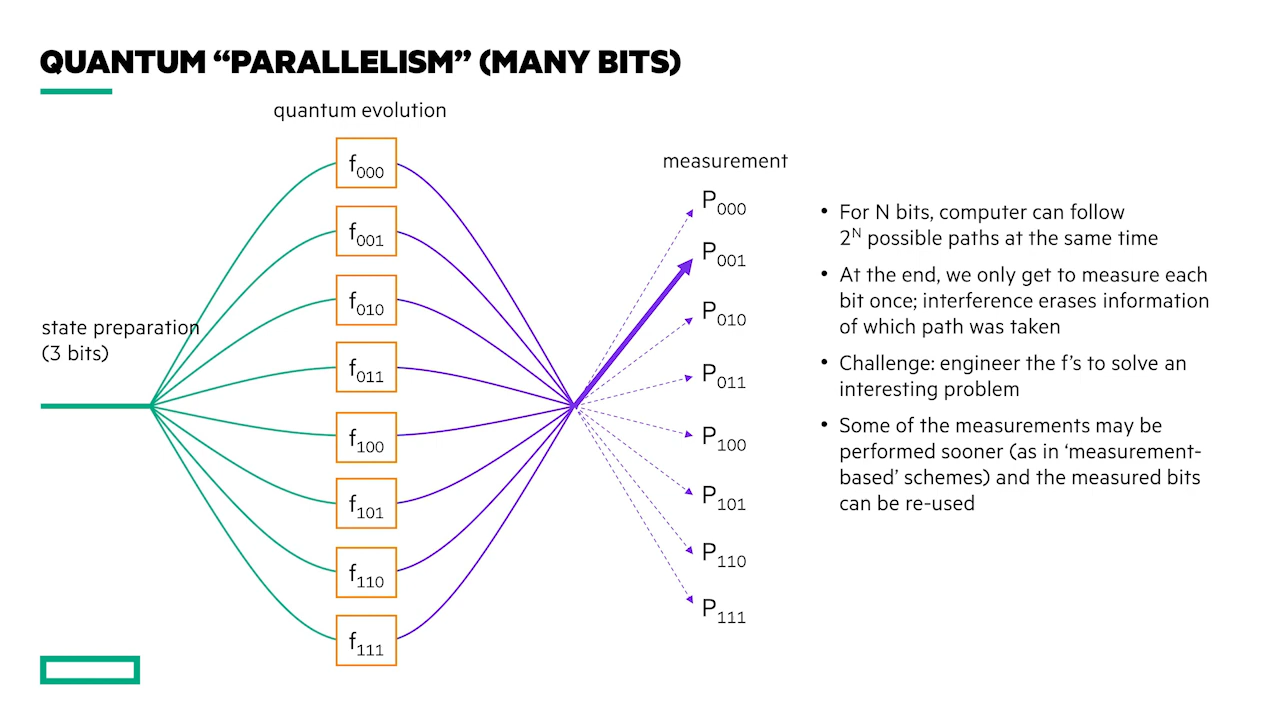 QUANTUM “PARALLELISM” (MANY BITS)
quantum evolution
state preparation
(3 bits)
f000
f001
f010
f011
f100
f101
f110
f111
measurement
P000
P001
P010
P011
P100
P101
P110
P111
• For N bits, computer can follow
2N possible paths at the same time
• At the end, we only get to measure each
bit once; interference erases information
of which path was taken
• Challenge: engineer the f’s to solve an
interesting problem
• Some of the measurements may be
performed sooner (as in ‘measurement-
based’ schemes) and the measured bits
can be re-used